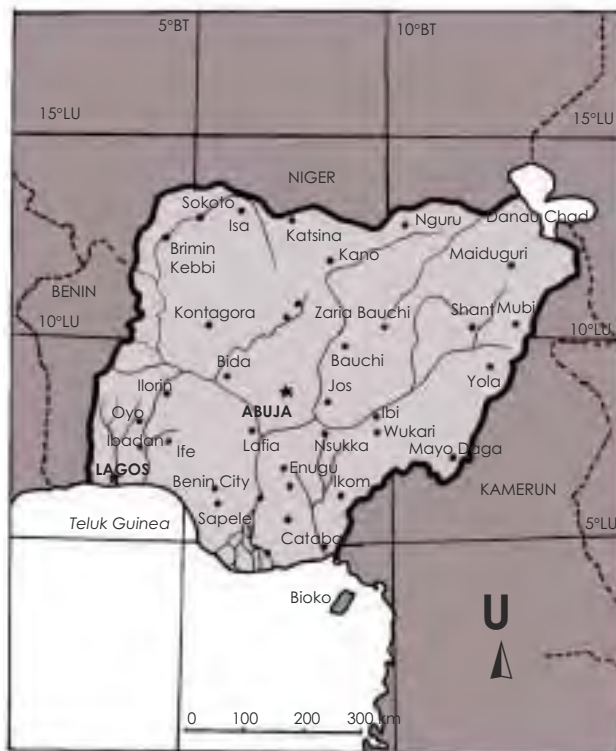 5°BT
10°BT
15°LU
15°LU
NIGER
Sokoto
Isa
Katsina
Nguru
Danau Chad
Brimin
Kebbi
Kano
Maiduguri
BENIN
Kontagora
Zaria Bauchi
Shant
Mubi
10°LU
10°LU
Bauchi
Bida
Yola
Ilorin
ABUJA
Jos
Oyo
Ibi
Ibadan
Ife
Lafia
Nsukka
Wukari
Mayo Daga
LAGOS
Enugu
Benin City
Ikom
KAMERUN
Sapele
Teluk Guinea
Cataba
5°LU
Bioko
U
0 100 200 300 km